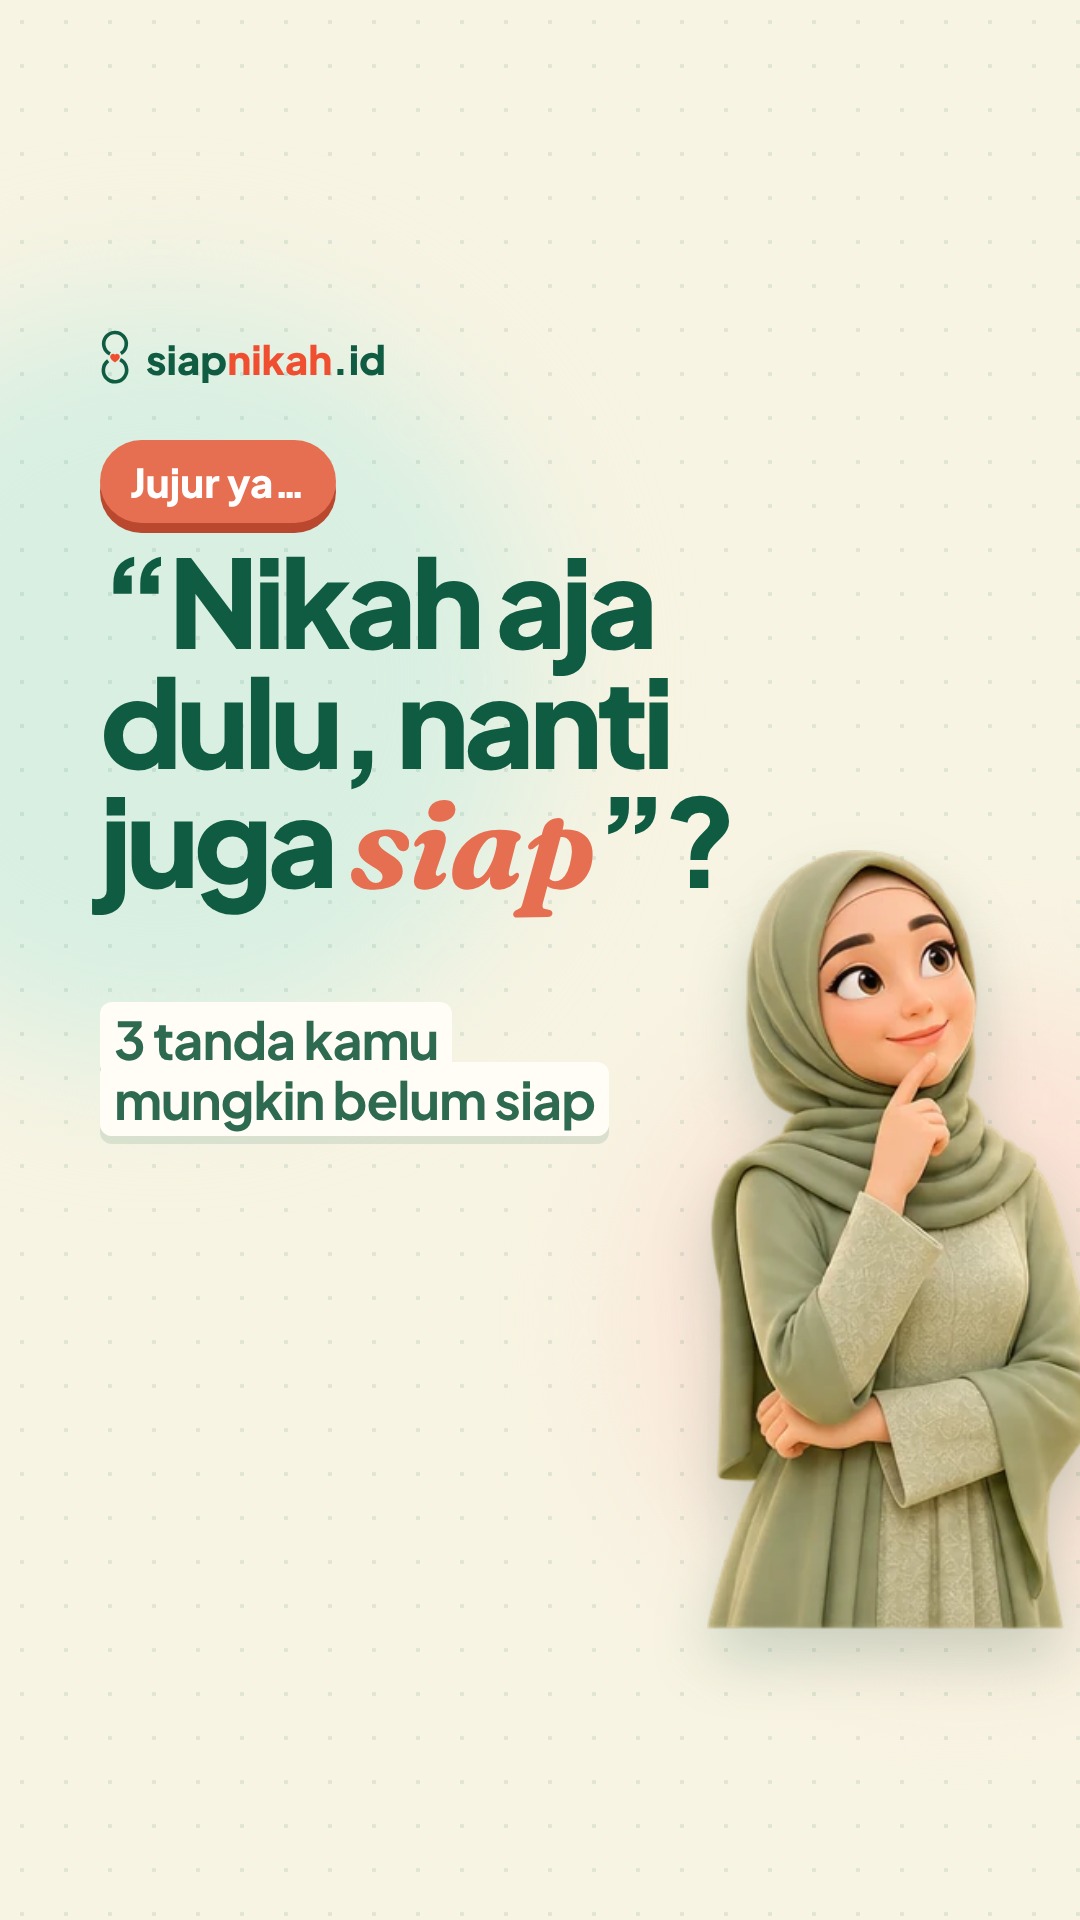 siapnikah.id
Jujur ya...
“Nikah aja
dulu, nanti
juga siap”?
3 tanda kamu
mungkin belum siap